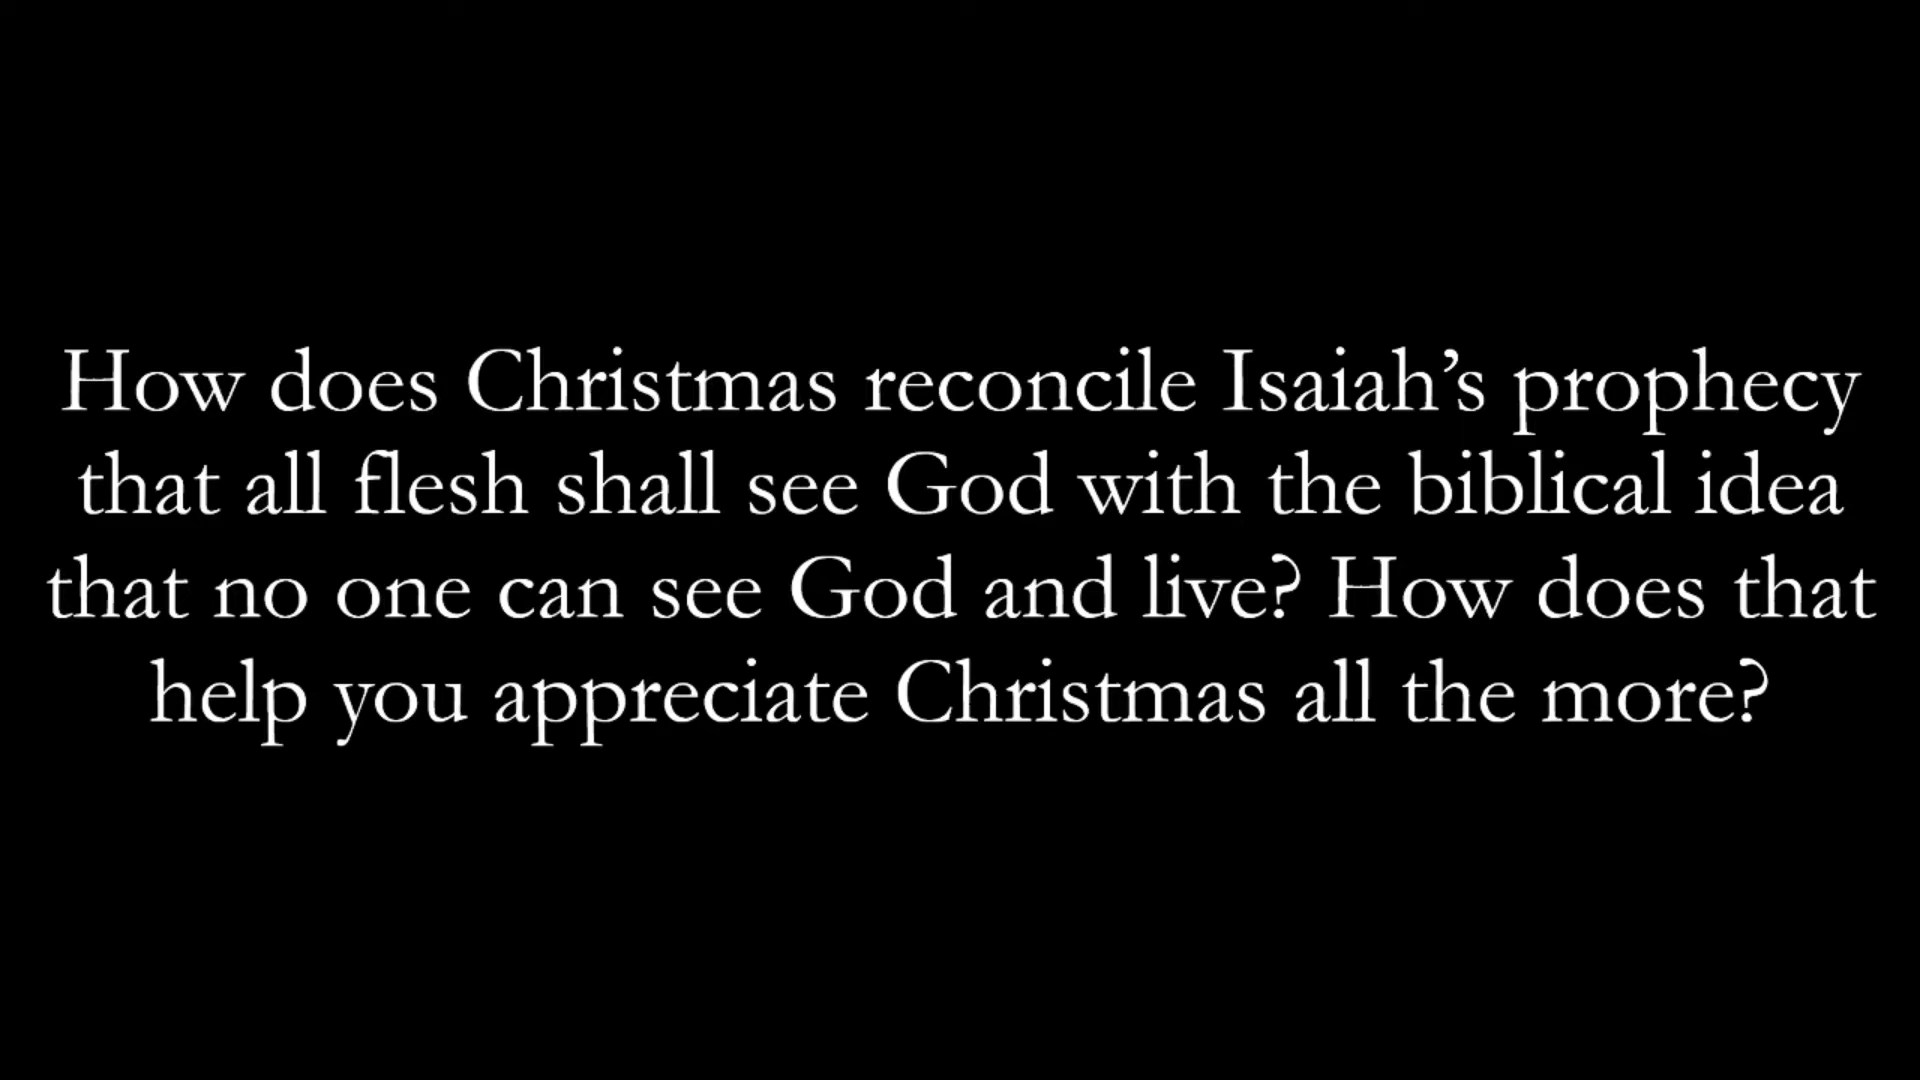 How does Christmas reconcile Isaiah’s prophecy
that all flesh shall see God with the biblical idea
that no one can see God and live? How does that
help you appreciate Christmas all the more?